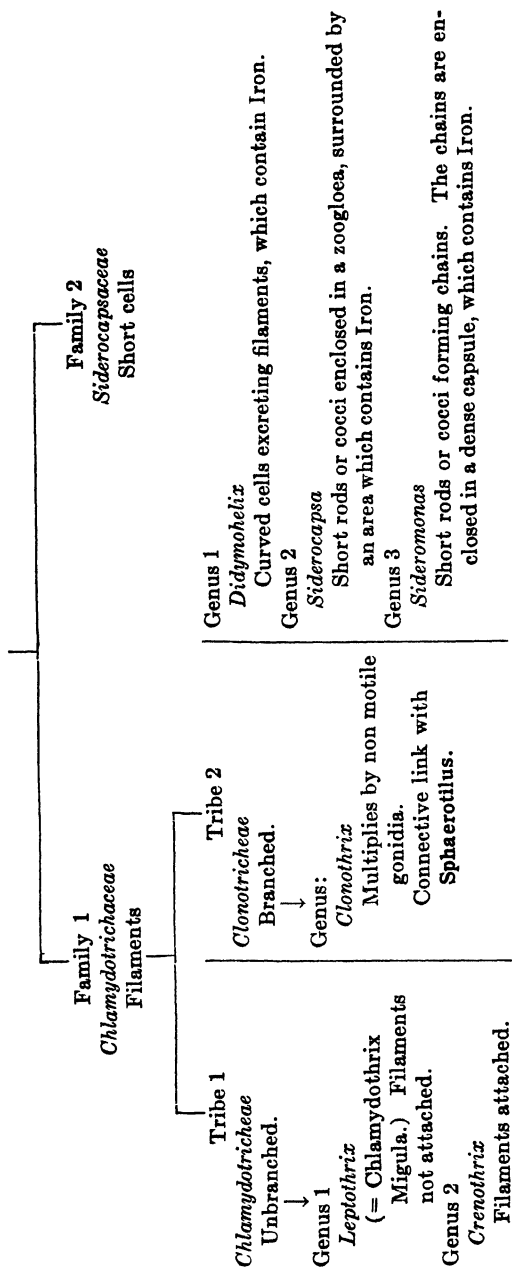 Family 1
Chlamydotrichaceae
Filaments
Tribe 1
Chlamydotricheae
Unbranched.
↓
Genus 1
Leptothrix
(= Chlamydothrix
Migula.) Filaments
not attached.
Genus 2
Crenothrix
Filaments attached.
Tribe 2
Clonotricheae
Branched.
↓
Genus:
Clonothrix
Multiplies by non motile
gonidia.
Connective link with
Sphaerotilus.
Family 2
Siderocapsaceae
Short cells
Genus 1
Didymohelix
Curved cells excreting filaments, which contain Iron.
Genus 2
Siderocapsa
Short rods or cocci enclosed in a zoogloea, surrounded by
an area which contains Iron.
Genus 3
Sideromonas
Short rods or cocci forming chains. The chains are en-
closed in a dense capsule, which contains Iron.